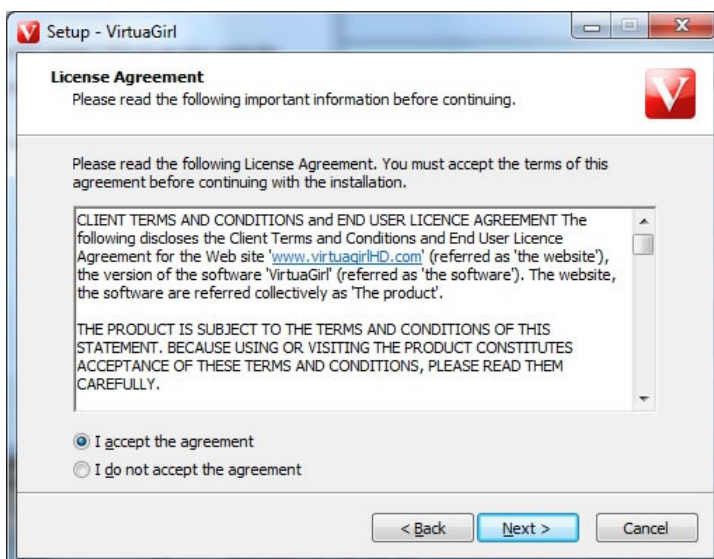 V Setup - VirtuaGirl
License Agreement
Please read the following important information before continuing.
V
Please read the following License Agreement. You must accept the terms of this
agreement before continuing with the installation.
CLIENT TERMS AND CONDITIONS and END USER LICENCE AGREEMENT The
following discloses the Client Terms and Conditions and End User Licence
Agreement for the Web site 'www.virtuagirlHD.com' (referred as 'the website'),
the version of the software 'VirtuaGirl' (referred as 'the software'). The website,
the software are referred collectively as 'The product'.
THE PRODUCT IS SUBJECT TO THE TERMS AND CONDITIONS OF THIS
STATEMENT. BECAUSE USING OR VISITING THE PRODUCT CONSTITUTES
ACCEPTANCE OF THESE TERMS AND CONDITIONS, PLEASE READ THEM
CAREFULLY.
I accept the agreement
I do not accept the agreement
< Back Next > Cancel